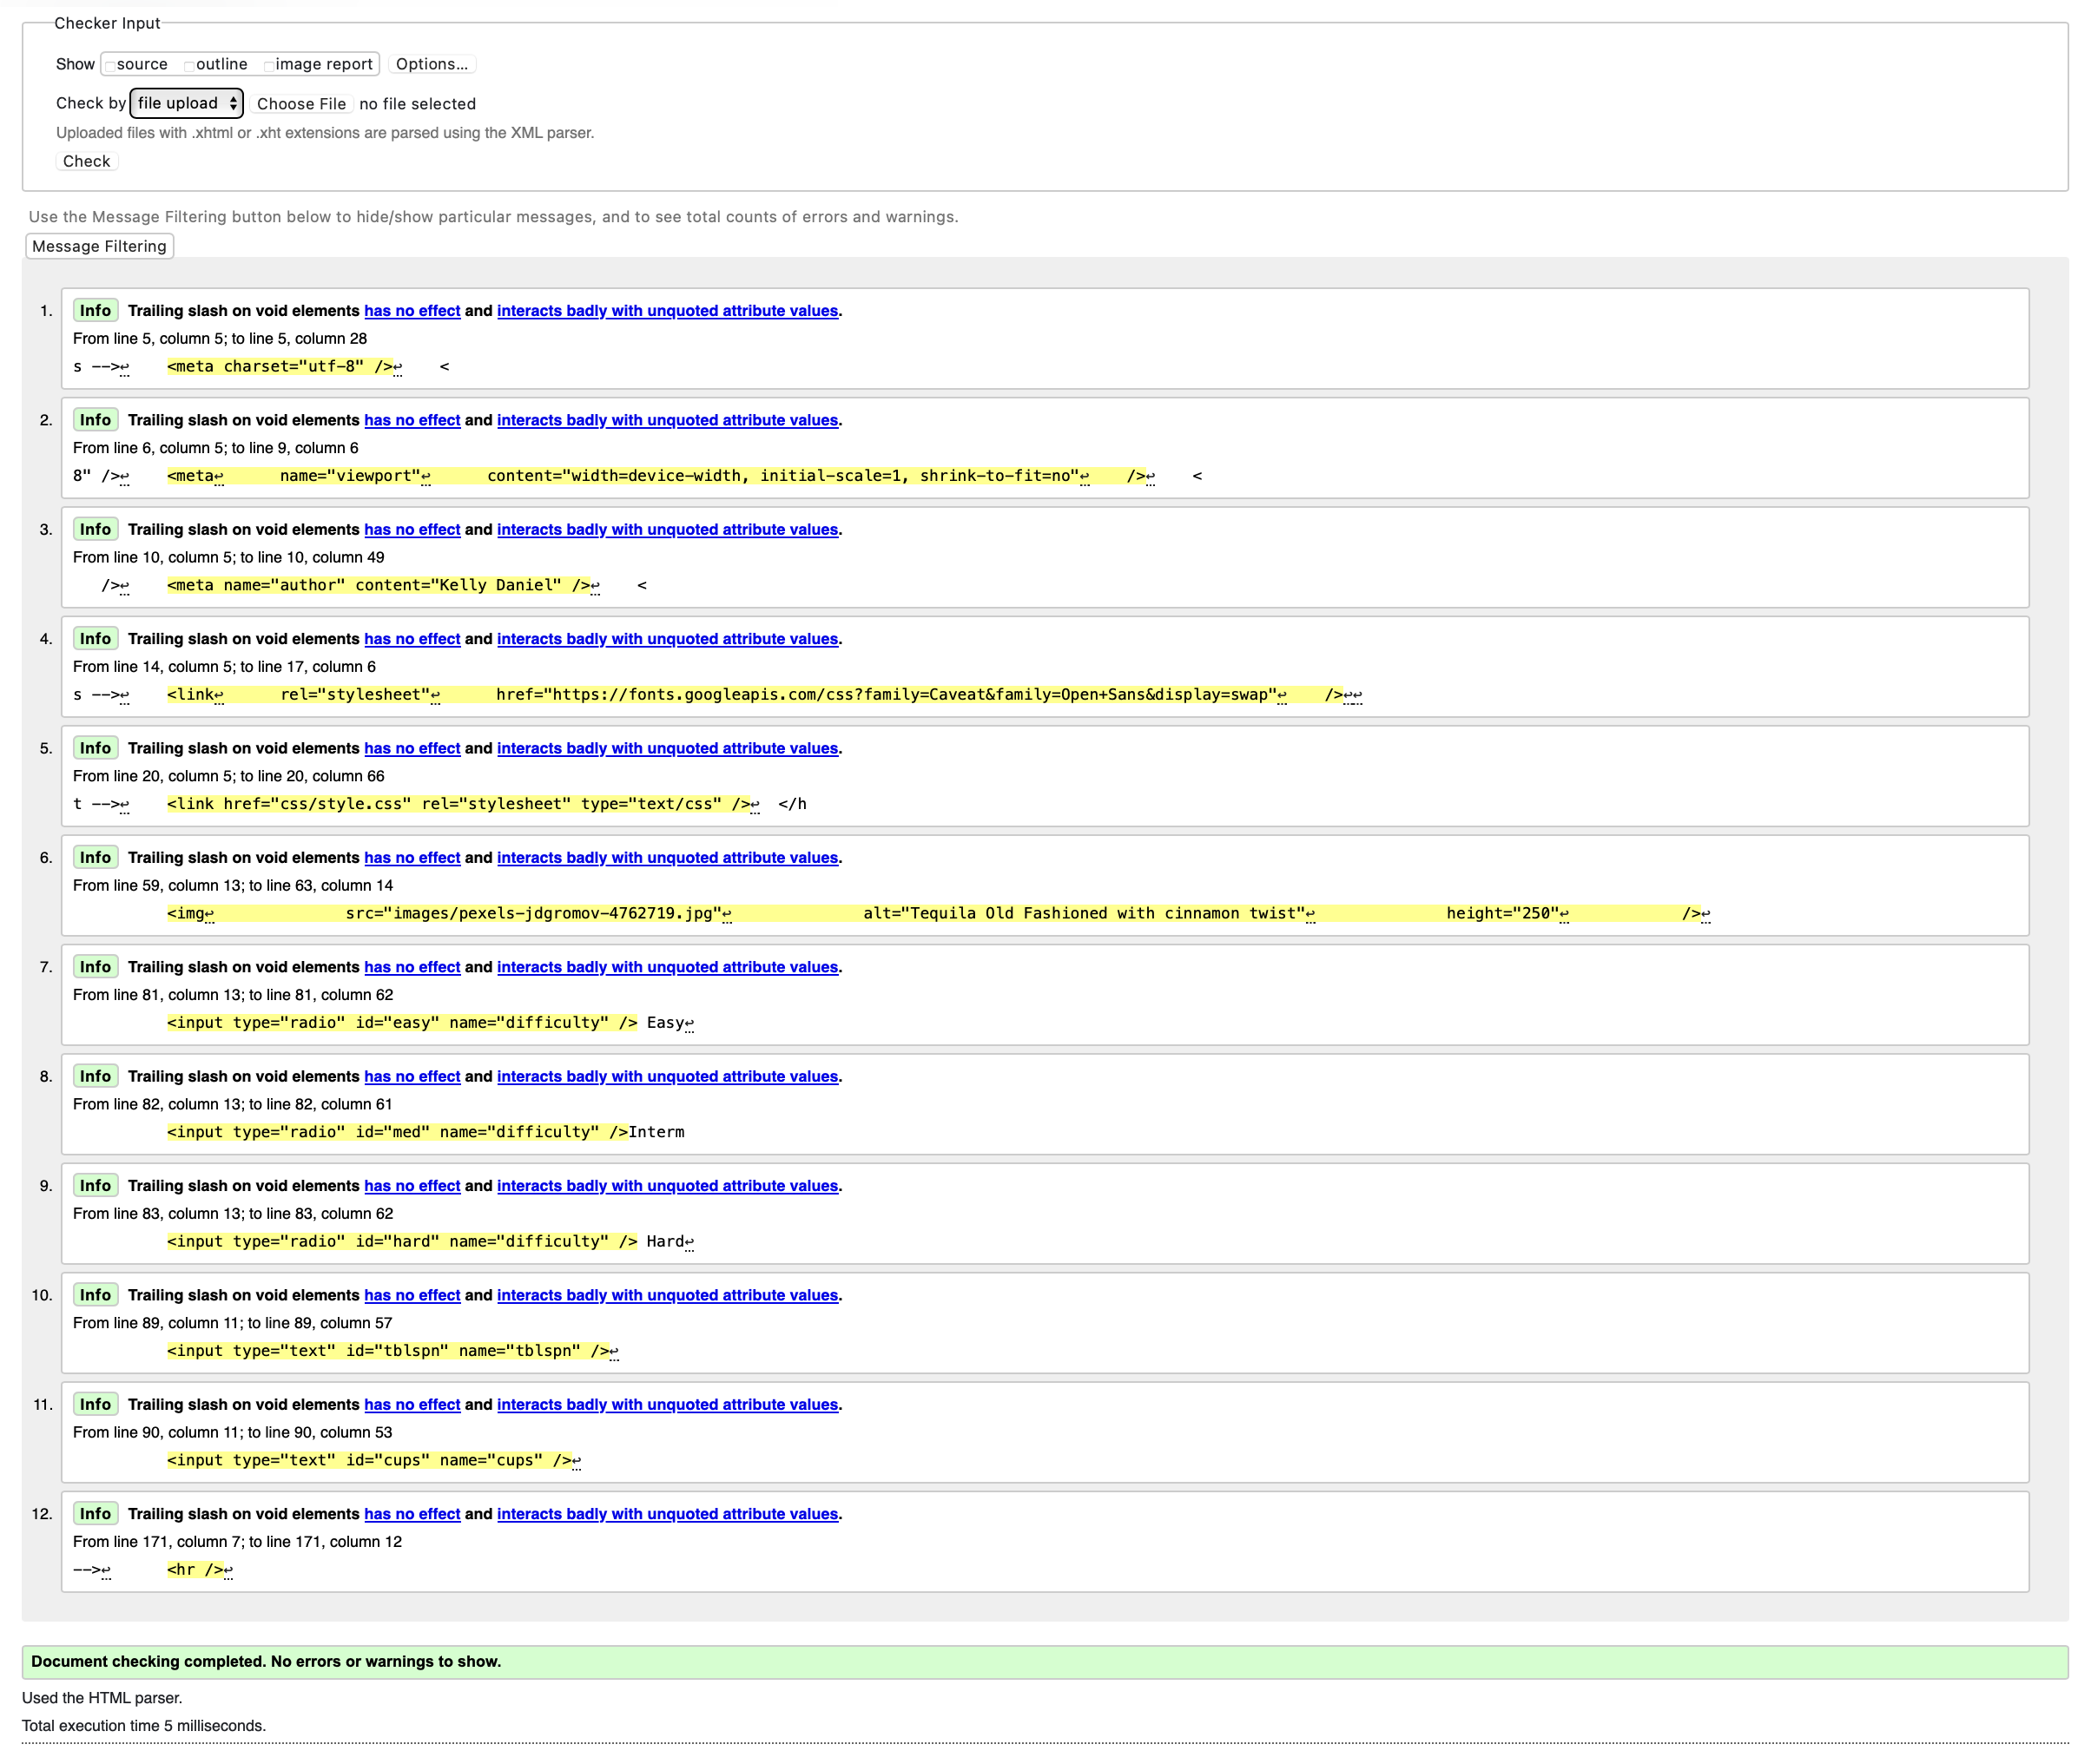 Checker Input
Show source outline image report Options...
Check by file upload Choose File no file selected
Uploaded files with .xhtml or .xht extensions are parsed using the XML parser.
Check
Use the Message Filtering button below to hide/show particular messages, and to see total counts of errors and warnings.
Message Filtering
1. Info Trailing slash on void elements has no effect and interacts badly with unquoted attribute values.
From line 5, column 5; to line 5, column 28
s -->↩ <meta charset="utf-8" />↩ <
2. Info Trailing slash on void elements has no effect and interacts badly with unquoted attribute values.
From line 6, column 5; to line 9, column 6
8" />↩ <meta↩ name="viewport"↩ content="width=device-width, initial-scale=1, shrink-to-fit=no"↩ />↩ <
3. Info Trailing slash on void elements has no effect and interacts badly with unquoted attribute values.
From line 10, column 5; to line 10, column 49
/>↩ <meta name="author" content="Kelly Daniel" />↩ <
4. Info Trailing slash on void elements has no effect and interacts badly with unquoted attribute values.
From line 14, column 5; to line 17, column 6
s -->↩ <link↩ rel="stylesheet"↩ href="https://fonts.googleapis.com/css?family=Caveat&family=Open+Sans&display=swap"↩ />↩↩
5. Info Trailing slash on void elements has no effect and interacts badly with unquoted attribute values.
From line 20, column 5; to line 20, column 66
t -->↩ <link href="css/style.css" rel="stylesheet" type="text/css" />↩ </h
6. Info Trailing slash on void elements has no effect and interacts badly with unquoted attribute values.
From line 59, column 13; to line 63, column 14
<img↩ src="images/pexels-jdgromov-4762719.jpg"↩ alt="Tequila Old Fashioned with cinnamon twist"↩ height="250"↩ />↩
7. Info Trailing slash on void elements has no effect and interacts badly with unquoted attribute values.
From line 81, column 13; to line 81, column 62
<input type="radio" id="easy" name="difficulty" /> Easy↩
8. Info Trailing slash on void elements has no effect and interacts badly with unquoted attribute values.
From line 82, column 13; to line 82, column 61
<input type="radio" id="med" name="difficulty" />Interm
9. Info Trailing slash on void elements has no effect and interacts badly with unquoted attribute values.
From line 83, column 13; to line 83, column 62
<input type="radio" id="hard" name="difficulty" /> Hard↩
10. Info Trailing slash on void elements has no effect and interacts badly with unquoted attribute values.
From line 89, column 11; to line 89, column 57
<input type="text" id="tblspn" name="tblspn" />↩
11. Info Trailing slash on void elements has no effect and interacts badly with unquoted attribute values.
From line 90, column 11; to line 90, column 53
<input type="text" id="cups" name="cups" />↩
12. Info Trailing slash on void elements has no effect and interacts badly with unquoted attribute values.
From line 171, column 7; to line 171, column 12
-->↩ <hr />↩
Document checking completed. No errors or warnings to show.
Used the HTML parser.
Total execution time 5 milliseconds.